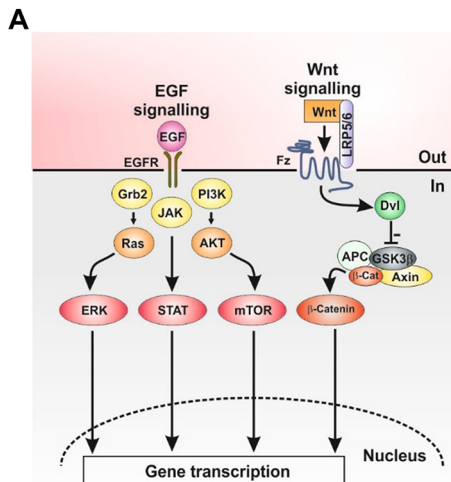 A
EGF
signalling
Wnt
signalling
EGF
Wnt
LRP5/6
EGFR
Fz
Out
In
Grb2
JAK
PI3K
Dvl
Ras
AKT
APC
GSK3β
β-Cat
Axin
ERK
STAT
mTOR
β-Catenin
Nucleus
Gene transcription